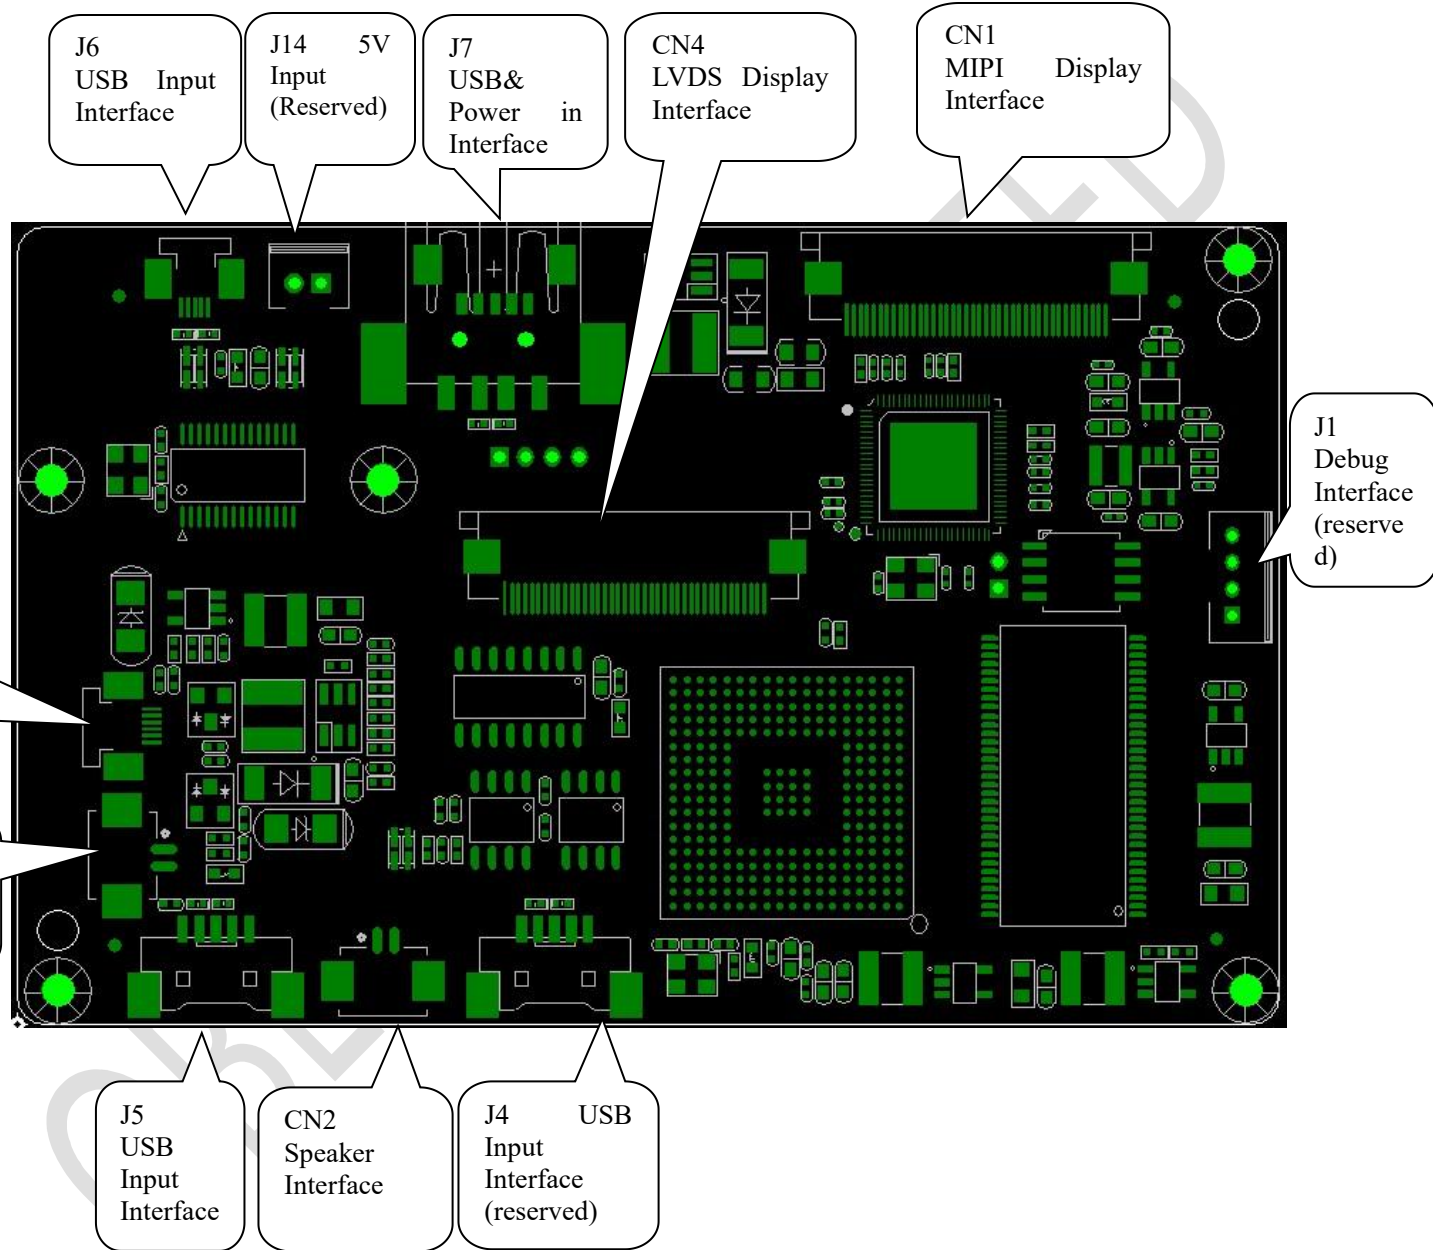 J6
USB Input
Interface
J14 5V
Input
(Reserved)
J7
USB&
Power in
Interface
CN4
LVDS Display
Interface
CN1
MIPI Display
Interface
J1
Debug
Interface
(reserve
d)
J5
USB
Input
Interface
CN2
Speaker
Interface
J4 USB
Input
Interface
(reserved)